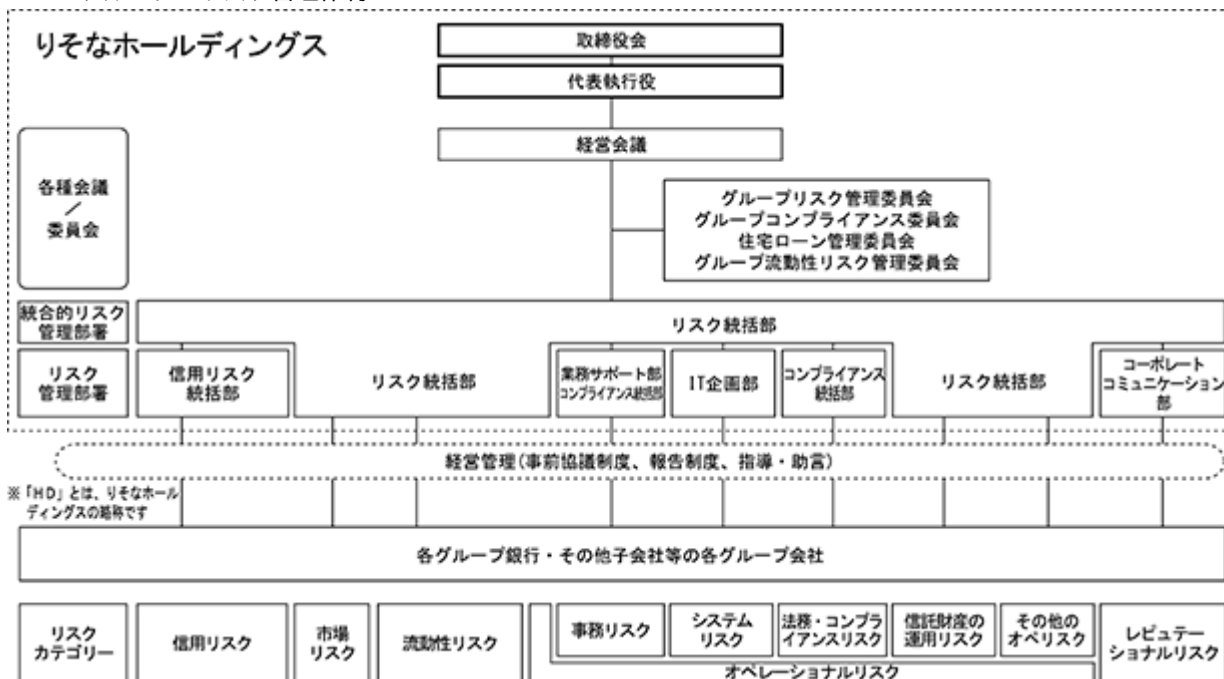 りそなホールディングス
取締役会
代表執行役
経営会議
各種会議
／
委員会
グループリスク管理委員会
グループコンプライアンス委員会
住宅ローン管理委員会
グループ流動性リスク管理委員会
統合的リスク
管理部署
リスク統括部
リスク
管理部署
信用リスク
統括部
リスク統括部
業務サポート部
コンプライアンス統括部
IT企画部
コンプライアンス
統括部
リスク統括部
コーポレート
コミュニケーション
部
経営管理(事前協議制度、報告制度、指導・助言)
※「HD」とは、りそなホール
ディングスの略称です
各グループ銀行・その他子会社等の各グループ会社
リスク
カテゴリー
信用リスク
市場
リスク
流動性リスク
事務リスク
システム
リスク
法務・コンプラ
イアンスリスク
信託財産の
運用リスク
その他の
オペリスク
オペレーショナルリスク
レピュテー
ショナルリスク